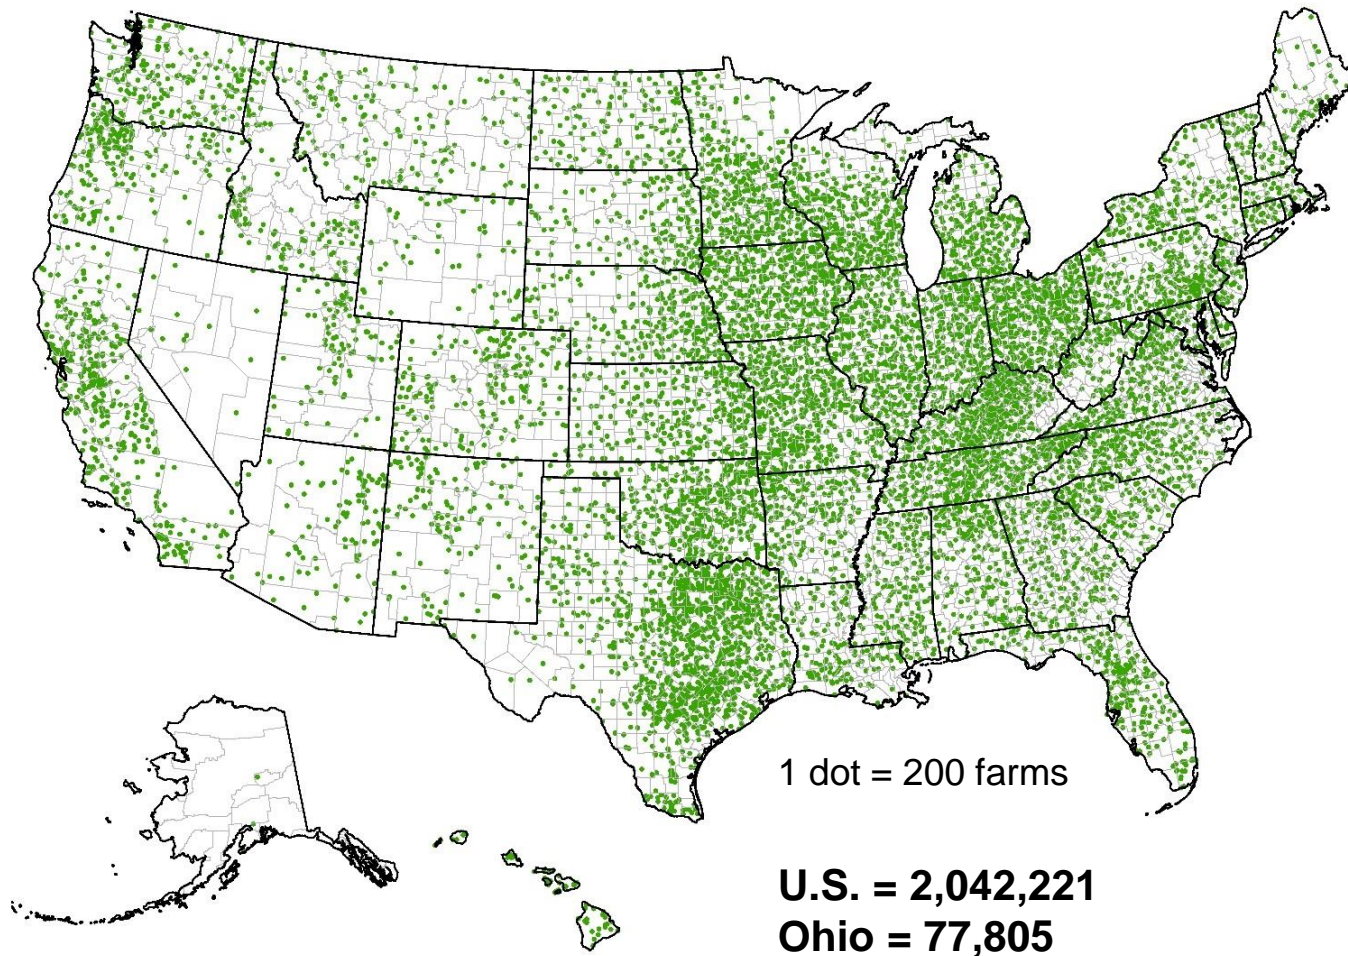 1 dot = 200 farms
U.S. = 2,042,221
Ohio = 77,805